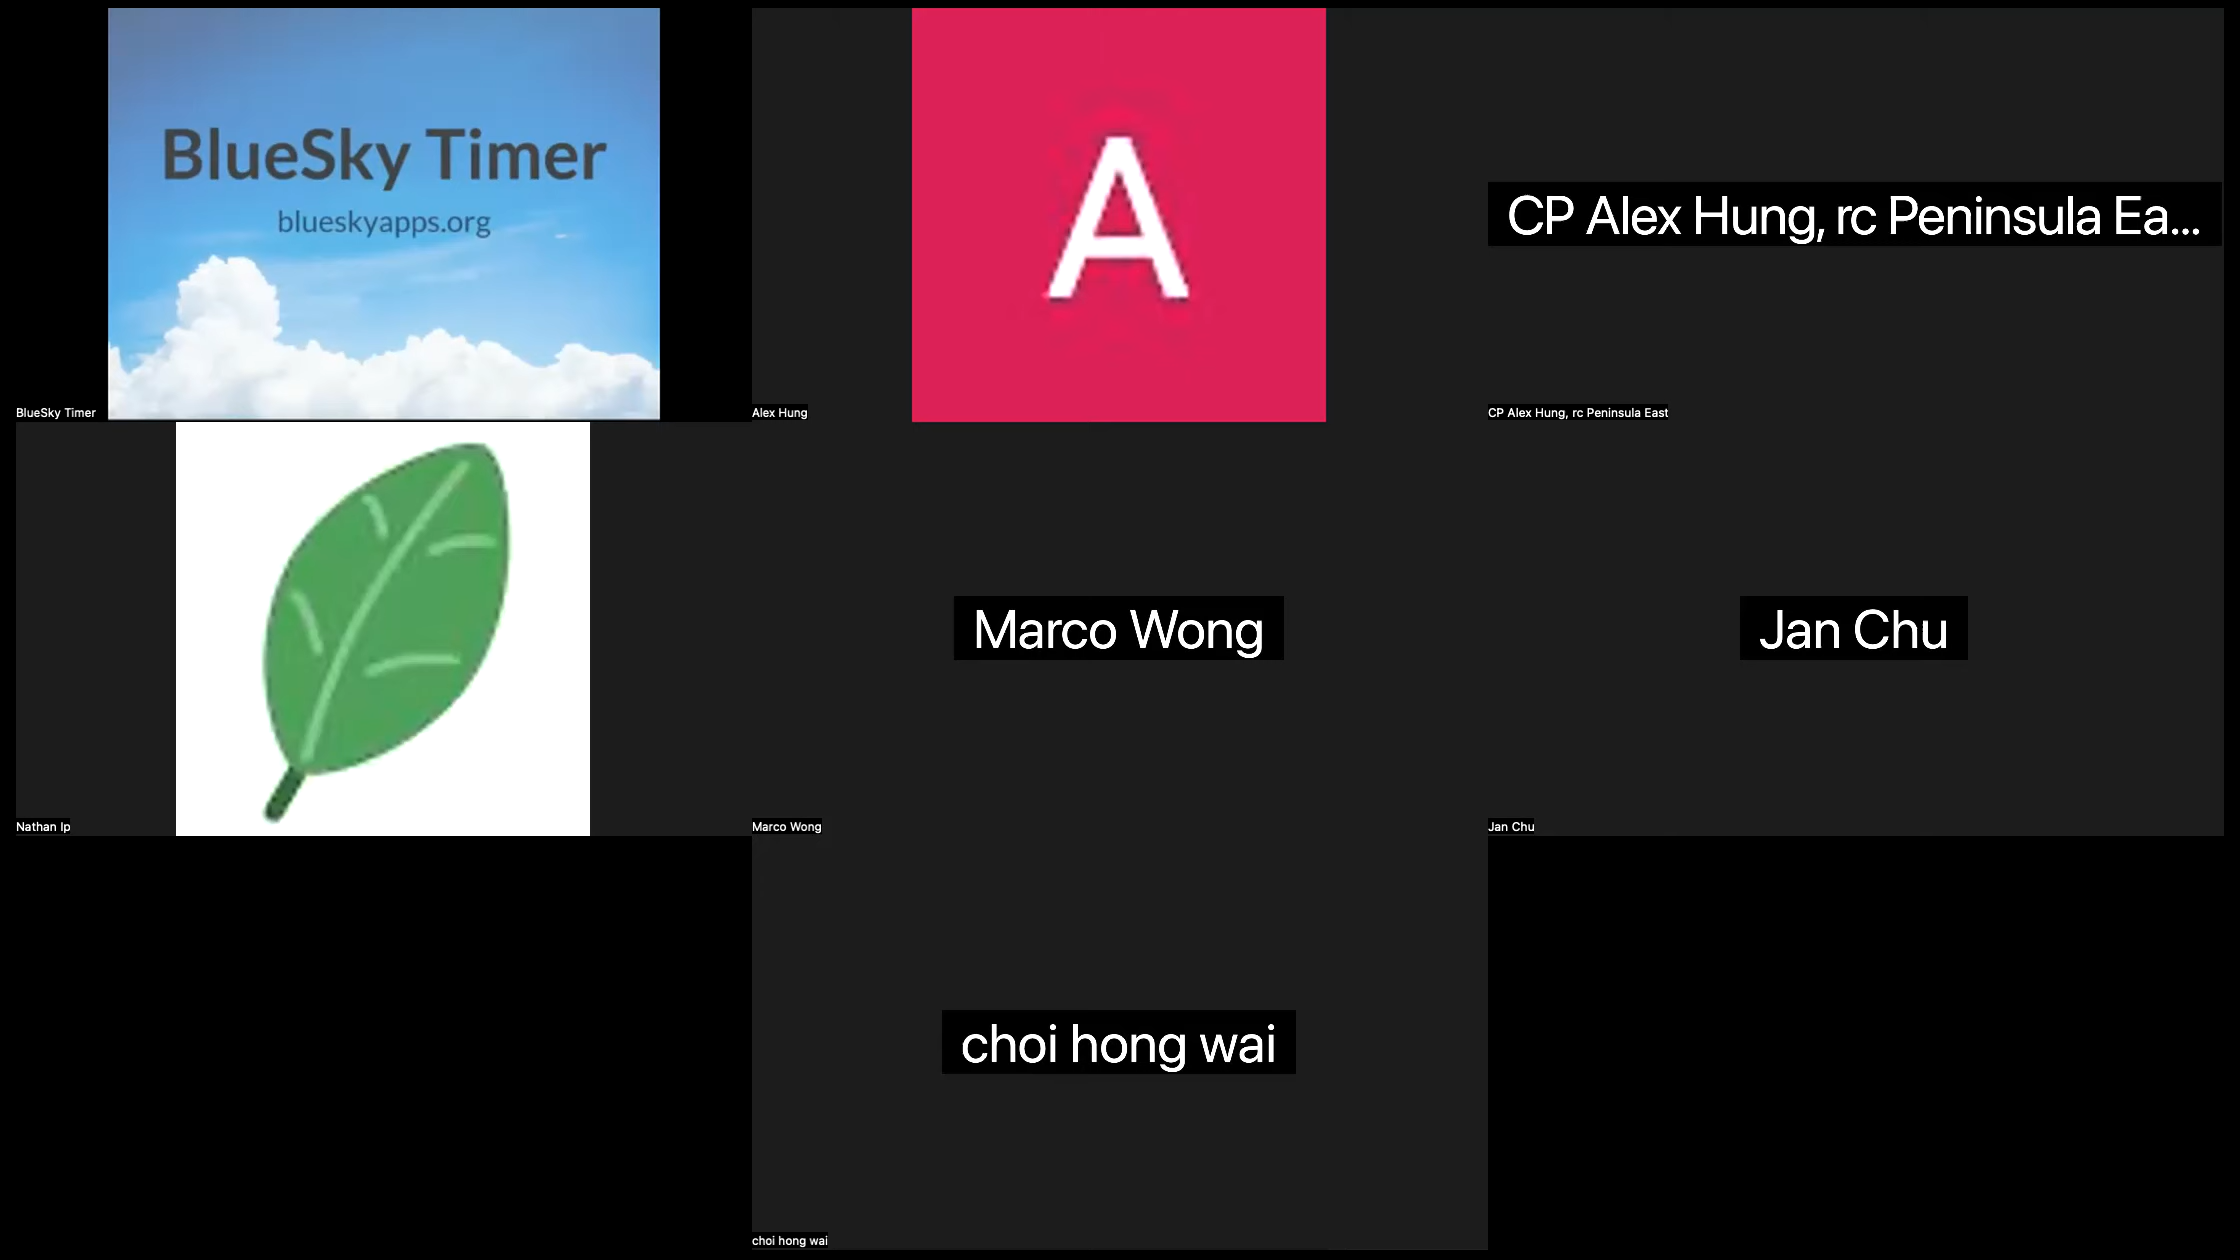 BlueSky Timer
blueskyapps.org
BlueSky Timer
A
Alex Hung
CP Alex Hung, rc Peninsula Ea...
CP Alex Hung, rc Peninsula East
Nathan Ip
Marco Wong
Marco Wong
Jan Chu
Jan Chu
choi hong wai
choi hong wai